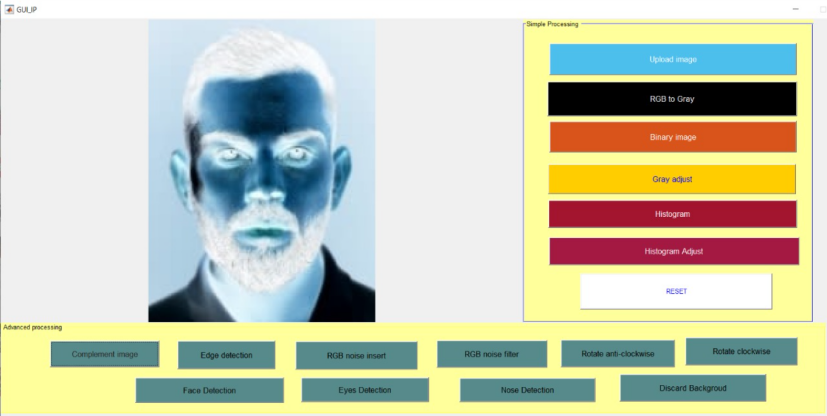 GUI_IP
Simple Processing
Upload image
RGB to Gray
Binary image
Gray adjust
Histogram
Histogram Adjust
RESET
Advanced processing
Complement image
Edge detection
RGB noise insert
RGB noise filter
Rotate anti-clockwise
Rotate clockwise
Face Detection
Eyes Detection
Nose Detection
Discard Backgroud